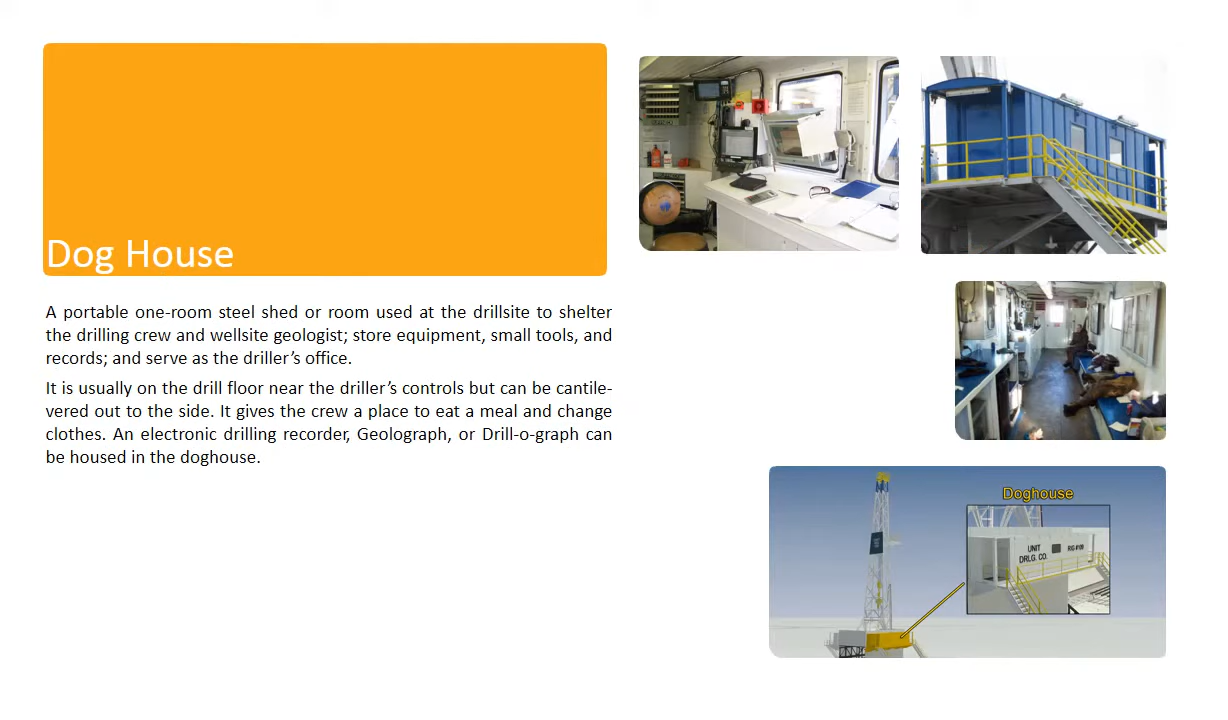 Dog House
A portable one-room steel shed or room used at the drillsite to shelter
the drilling crew and wellsite geologist; store equipment, small tools, and
records; and serve as the driller’s office.
It is usually on the drill floor near the driller’s controls but can be cantile-
vered out to the side. It gives the crew a place to eat a meal and change
clothes. An electronic drilling recorder, Geolograph, or Drill-o-graph can
be housed in the doghouse.
Doghouse
UNIT
DRLG. CO.
RIG #109